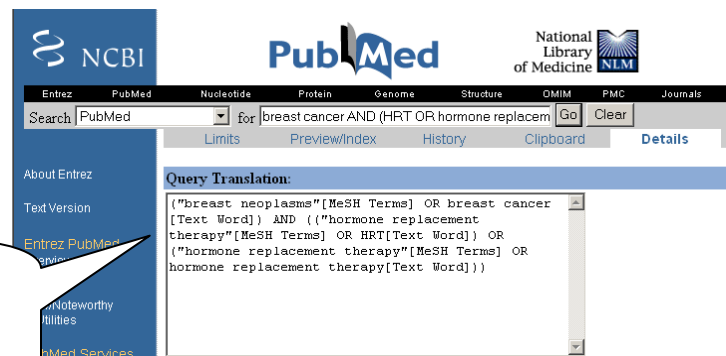 NCBI
PubMed
National
Library
of Medicine
NLM
Entrez PubMed Nucleotide Protein Genome Structure OMIM PMC Journals
Search PubMed for breast cancer AND (HRT OR hormone replacem Go Clear
Limits Preview/Index History Clipboard Details
About Entrez
Query Translation:
("breast neoplasms"[MeSH Terms] OR breast cancer
[Text Word]) AND (("hormone replacement
therapy"[MeSH Terms] OR HRT[Text Word]) OR
("hormone replacement therapy"[MeSH Terms] OR
hormone replacement therapy[Text Word]))
Text Version
Entrez PubMed
/Noteworthy
Utilities
bMed Services